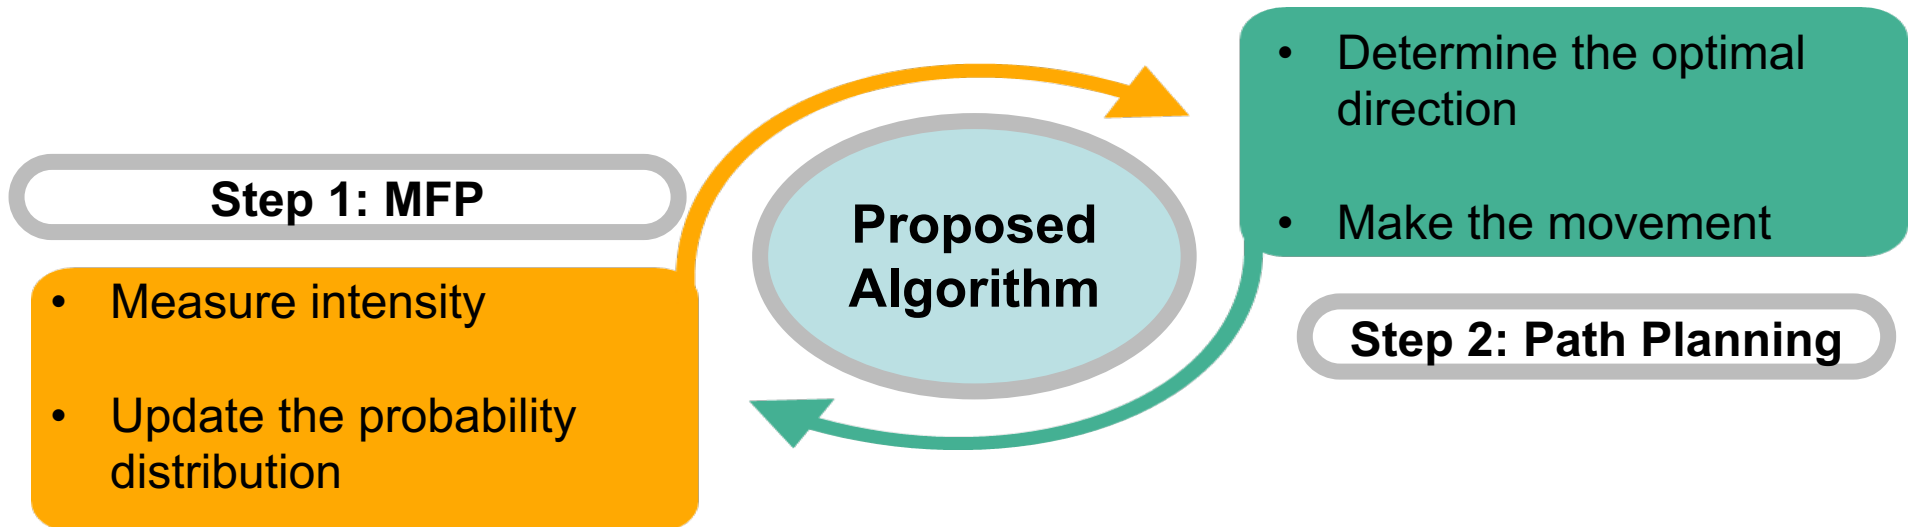 Step 1: MFP
• Measure intensity
• Update the probability
distribution
Proposed
Algorithm
• Determine the optimal
direction
• Make the movement
Step 2: Path Planning